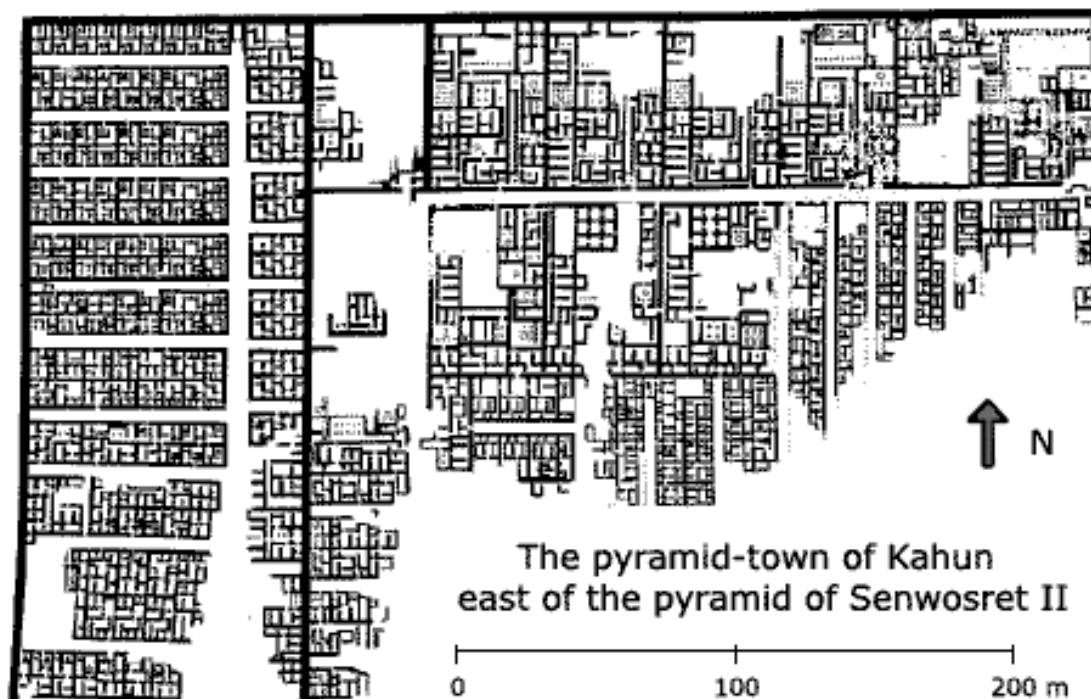 N
The pyramid-town of Kahun
east of the pyramid of Senwosret II
0 100 200 m